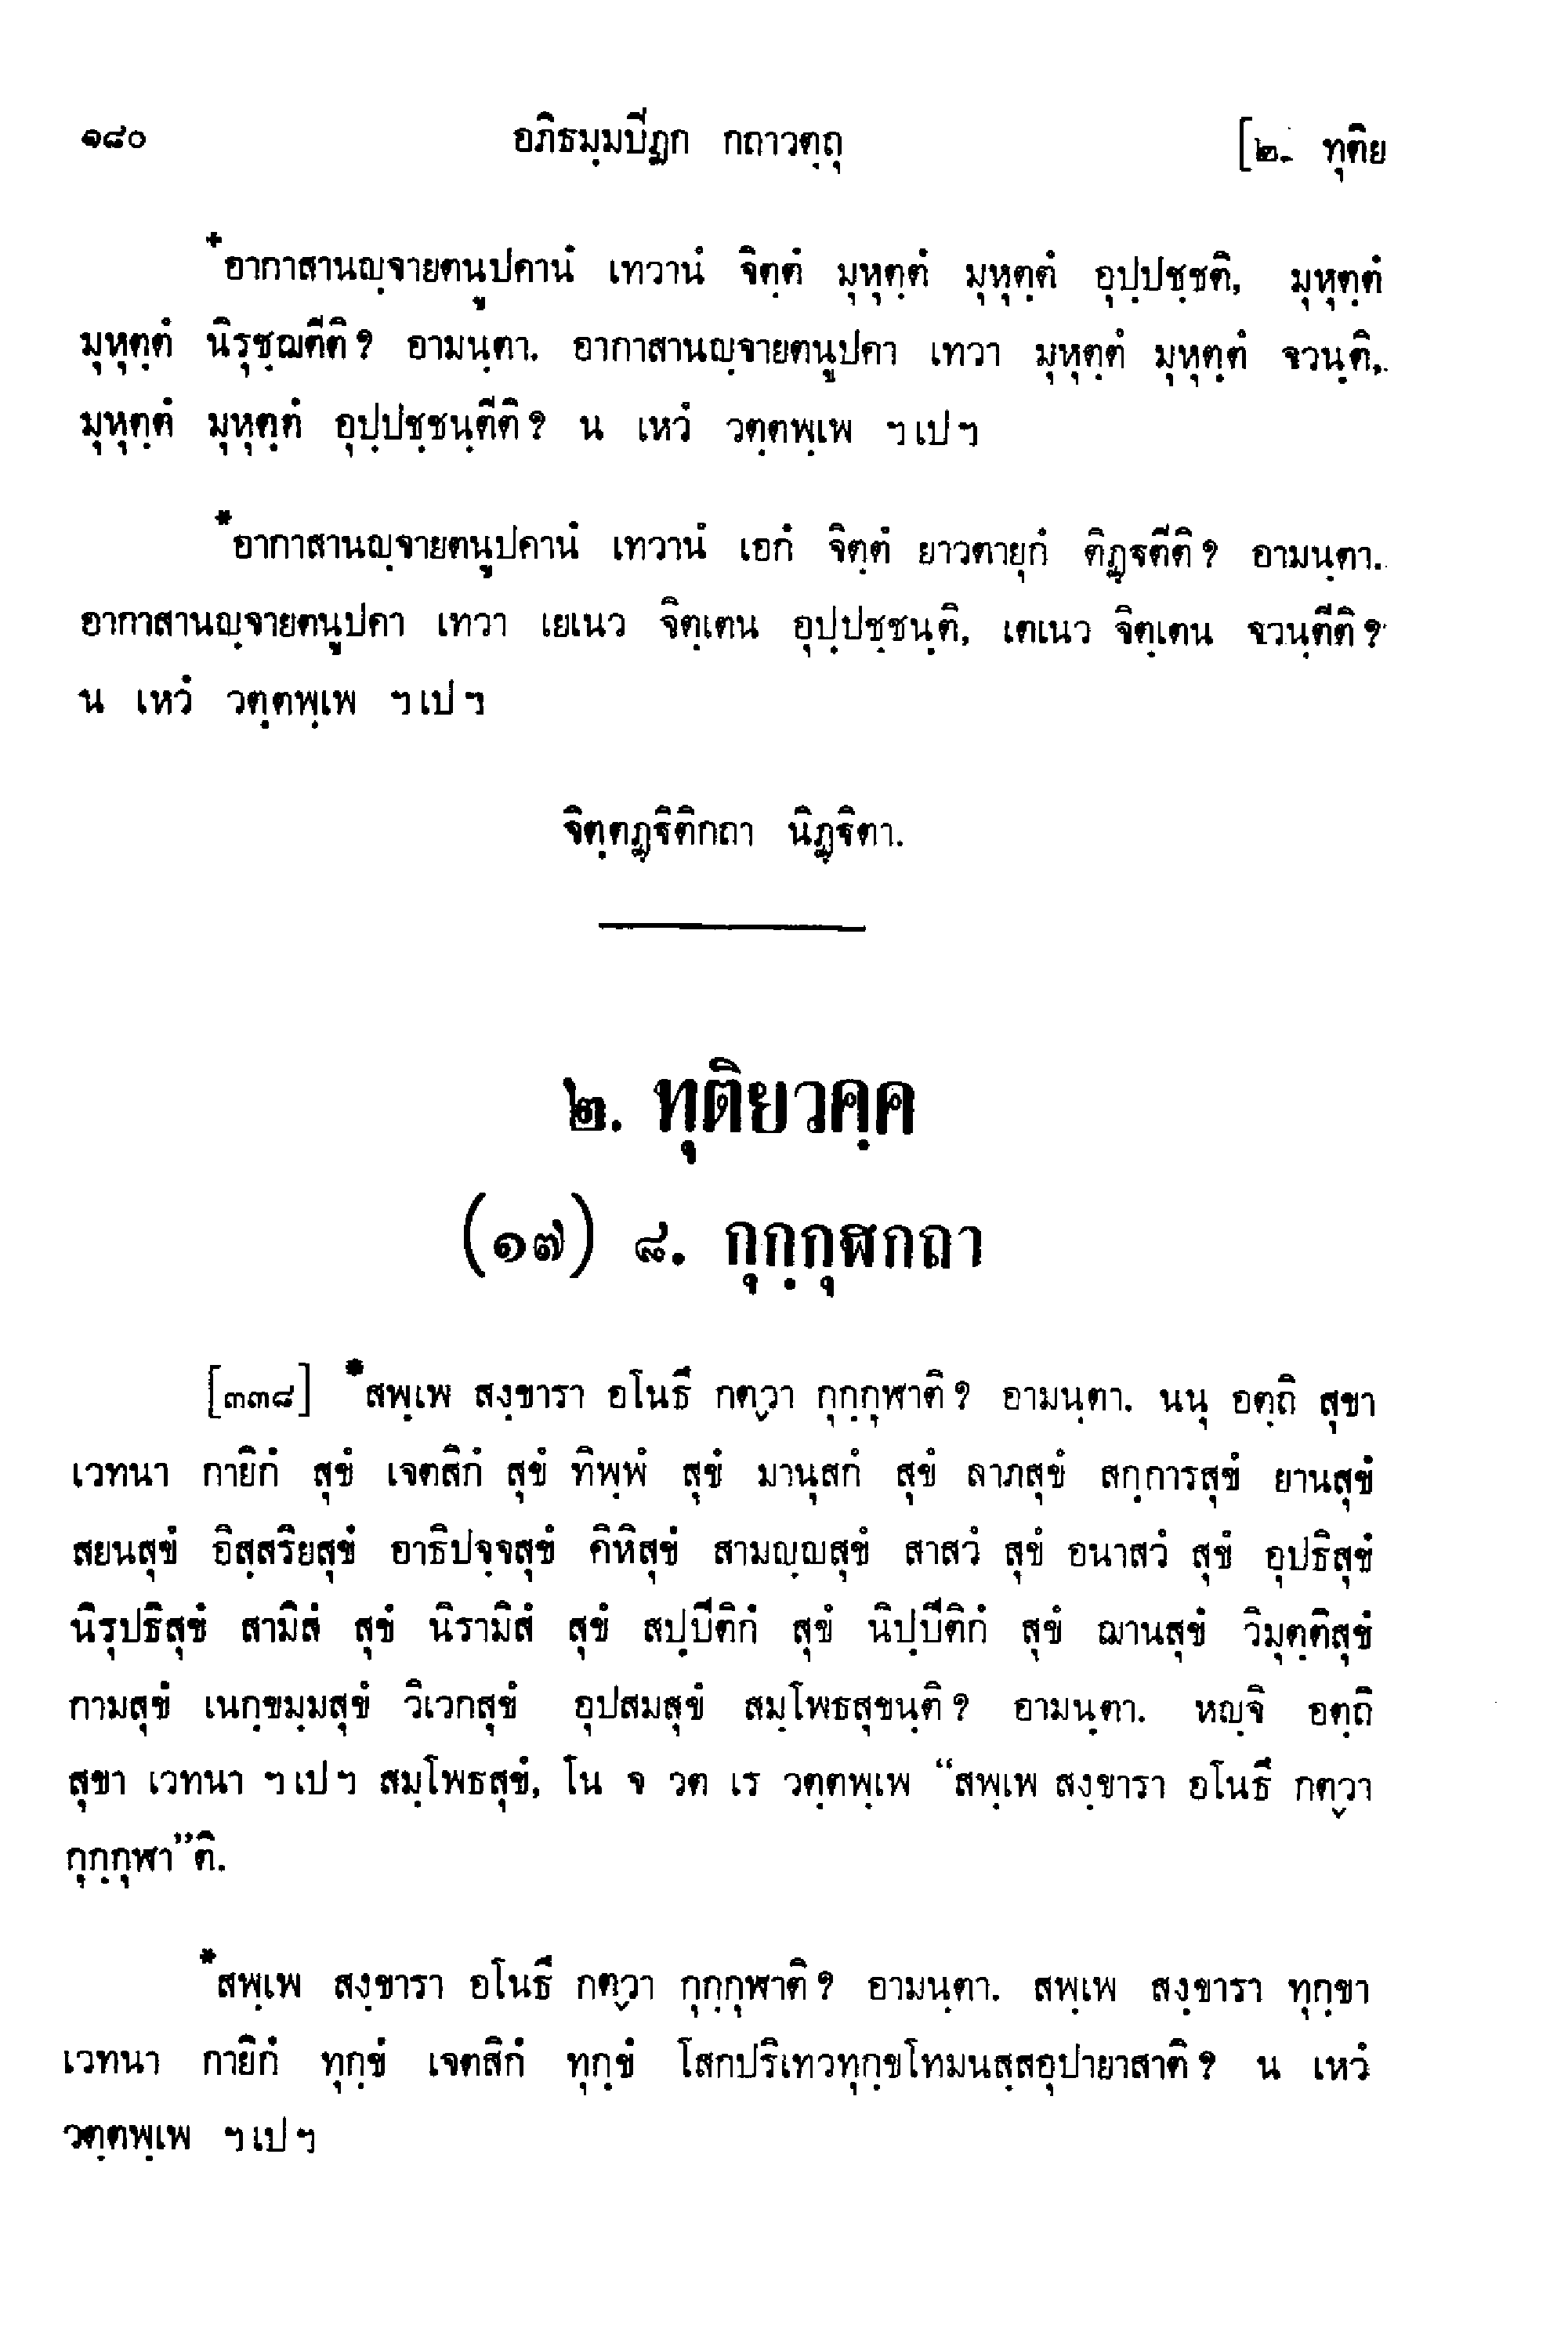 ๑๘๐ อภิธมฺมปีฏก กถาวตฺถุ [๒. ทุติย
*อากาสานญฺจายตนูปคานํ เทวานํ จิตฺตํ มุหุตฺตํ มุหุตฺตํ อุปฺปชฺชติ, มุหุตฺตํ
มุหุตฺตํ นิรุชฺฌตีติ? อามนฺตา. อากาสานญฺจายตนูปคา เทวา มุหุตฺตํ มุหุตฺตํ จวนฺติ,
มุหุตฺตํ มุหุตฺตํ อุปฺปชฺชนฺตีติ? น เหวํ วตฺตพฺเพ ฯเปฯ
*อากาสานญฺจายตนูปคานํ เทวานํ เอกํ จิตฺตํ ยาวตายุกํ ติฏฺฐตีติ? อามนฺตา.
อากาสานญฺจายตนูปคา เทวา เยเนว จิตฺเตน อุปฺปชฺชนฺติ, เตเนว จิตฺเตน จวนฺตีติ?
น เหวํ วตฺตพฺเพ ฯเปฯ
จิตฺตฏฺฐิติกถา นิฏฺฐิตา.
๒. ทุติยวคฺค
(๑๗) ๘. กุกฺกุฬกถา
[๓๓๘] *สพฺเพ สงฺขารา อโนธึ กตฺวา กุกฺกุฬาติ? อามนฺตา. นนุ อตฺถิ สุขา
เวทนา กายิกํ สุขํ เจตสิกํ สุขํ ทิพฺพํ สุขํ มานุสกํ สุขํ ลาภสุขํ สกฺการสุขํ ยานสุขํ
สยนสุขํ อิสฺสริยสุขํ อาธิปจฺจสุขํ คิหิสุขํ สามญฺญสุขํ สาสวํ สุขํ อนาสวํ สุขํ อุปธิสุขํ
นิรุปธิสุขํ สามิสํ สุขํ นิรามิสํ สุขํ สปฺปีติกํ สุขํ นิปฺปีติกํ สุขํ ฌานสุขํ วิมุตฺติสุขํ
กามสุขํ เนกฺขมฺมสุขํ วิเวกสุขํ อุปสมสุขํ สมฺโพธสุขนฺติ? อามนฺตา. หญฺจิ อตฺถิ
สุขา เวทนา ฯเปฯ สมฺโพธสุขํ, โน จ วต เร วตฺตพฺเพ “สพฺเพ สงฺขารา อโนธึ กตฺวา
กุกฺกุฬา”ติ.
*สพฺเพ สงฺขารา อโนธึ กตฺวา กุกฺกุฬาติ? อามนฺตา. สพฺเพ สงฺขารา ทุกฺขา
เวทนา กายิกํ ทุกฺขํ เจตสิกํ ทุกฺขํ โสกปริเทวทุกฺขโทมนสฺสอุปายาสาติ? น เหวํ
วตฺตพฺเพ ฯเปฯ